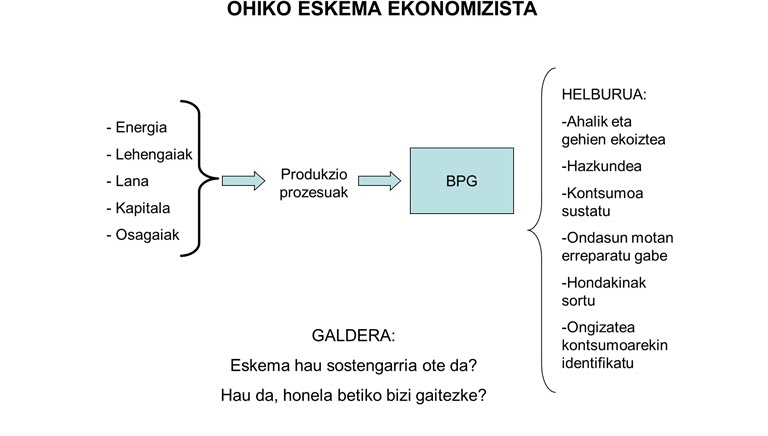 OHIKO ESKEMA EKONOMIZISTA
- Energia
- Lehengaiak
- Lana
- Kapitala
- Osagaiak
Produkzio
prozesuak
BPG
HELBURUA:
-Ahalik eta
gehien ekoiztea
-Hazkundea
-Kontsumoa
sustatu
-Ondasun motan
erreparatu gabe
-Hondakinak
sortu
-Ongizatea
kontsumoarekin
identifikatu
GALDERA:
Eskema hau sostengarria ote da?
Hau da, honela betiko bizi gaitezke?